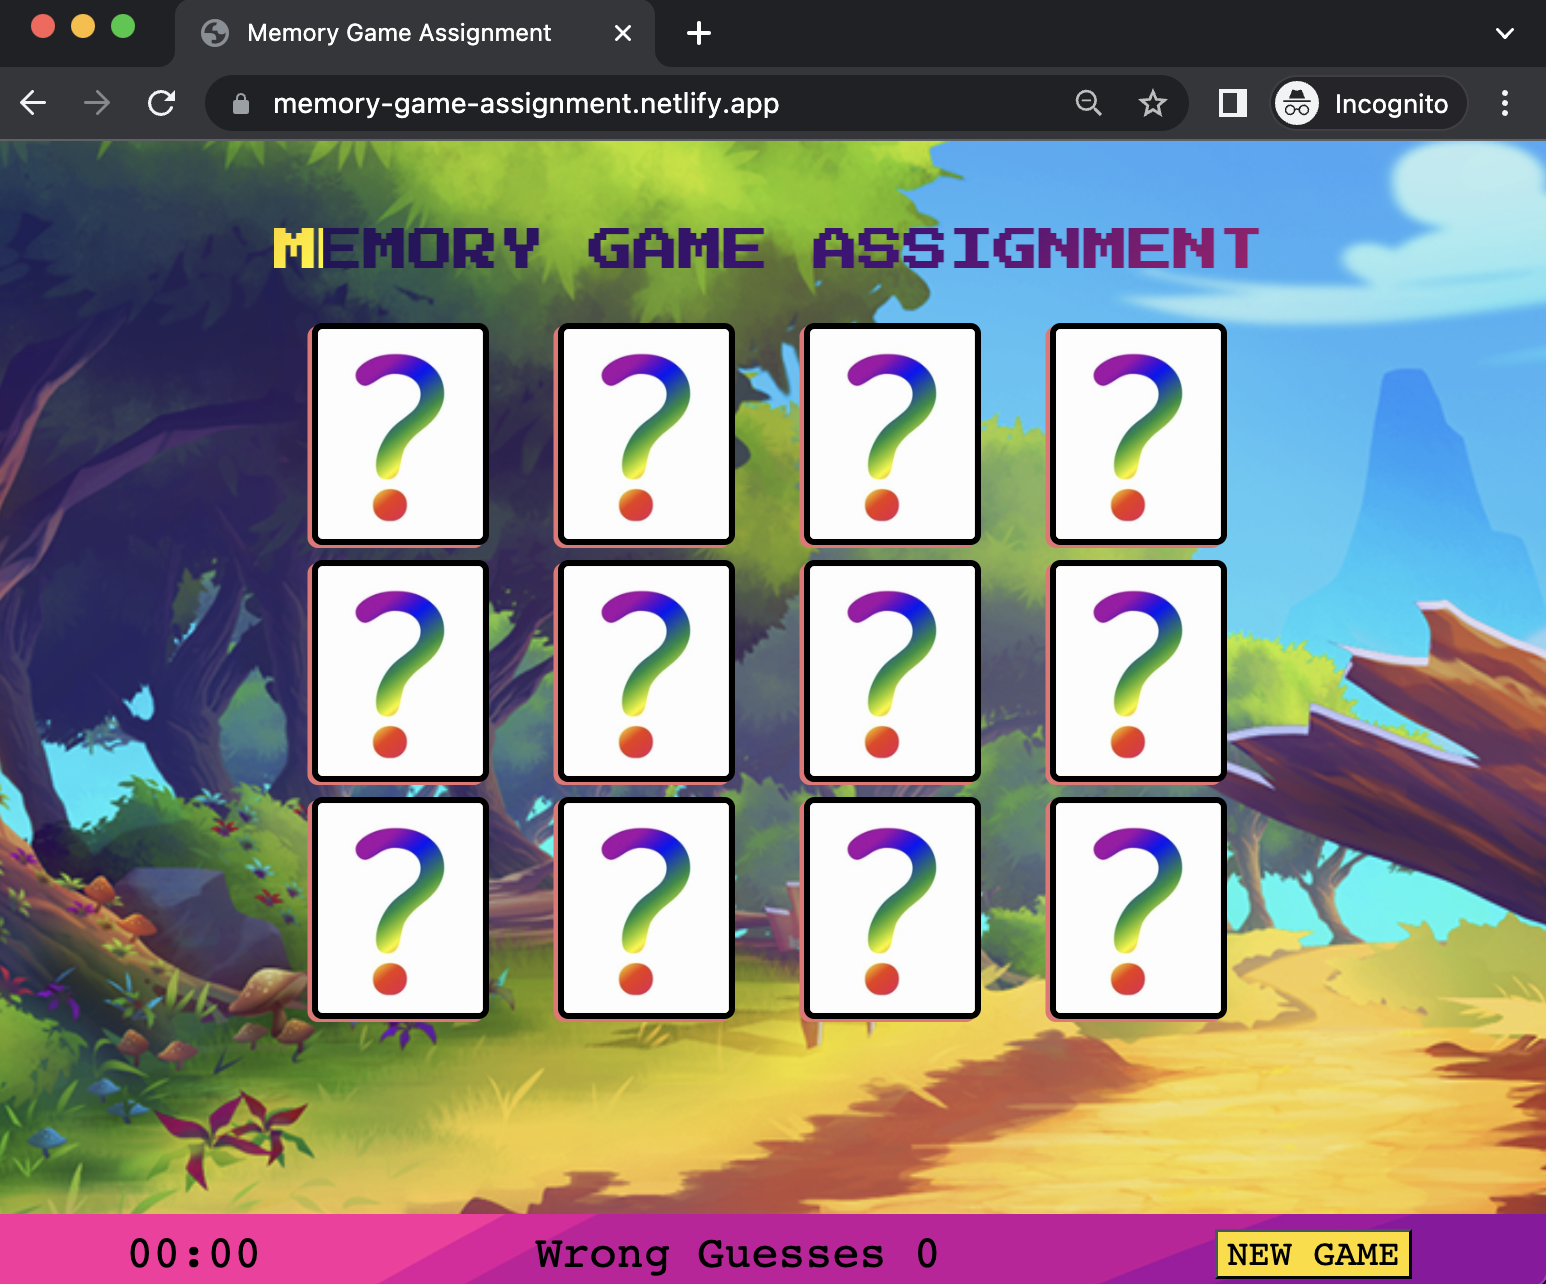 Memory Game Assignment
memory-game-assignment.netlify.app
Incognito
MEMORY GAME ASSIGNMENT
? ? ? ?
? ? ? ?
? ? ? ?
00:00 Wrong Guesses 0 NEW GAME